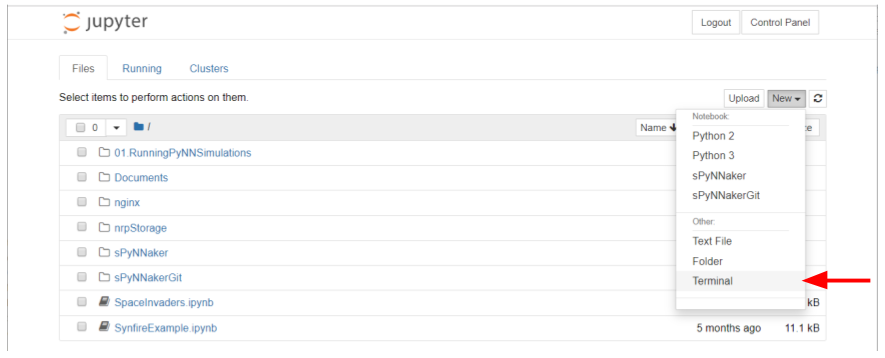 jupyter
Logout Control Panel
Files Running Clusters
Select items to perform actions on them.
Upload New
0 /
Name
Notebook:
Python 2
Python 3
sPyNNaker
sPyNNakerGit
Other:
Text File
Folder
Terminal
01.RunningPyNNSimulations
Documents
nginx
nrpStorage
sPyNNaker
sPyNNakerGit
SpaceInvaders.ipynb kB
SynfireExample.ipynb 5 months ago 11.1 kB